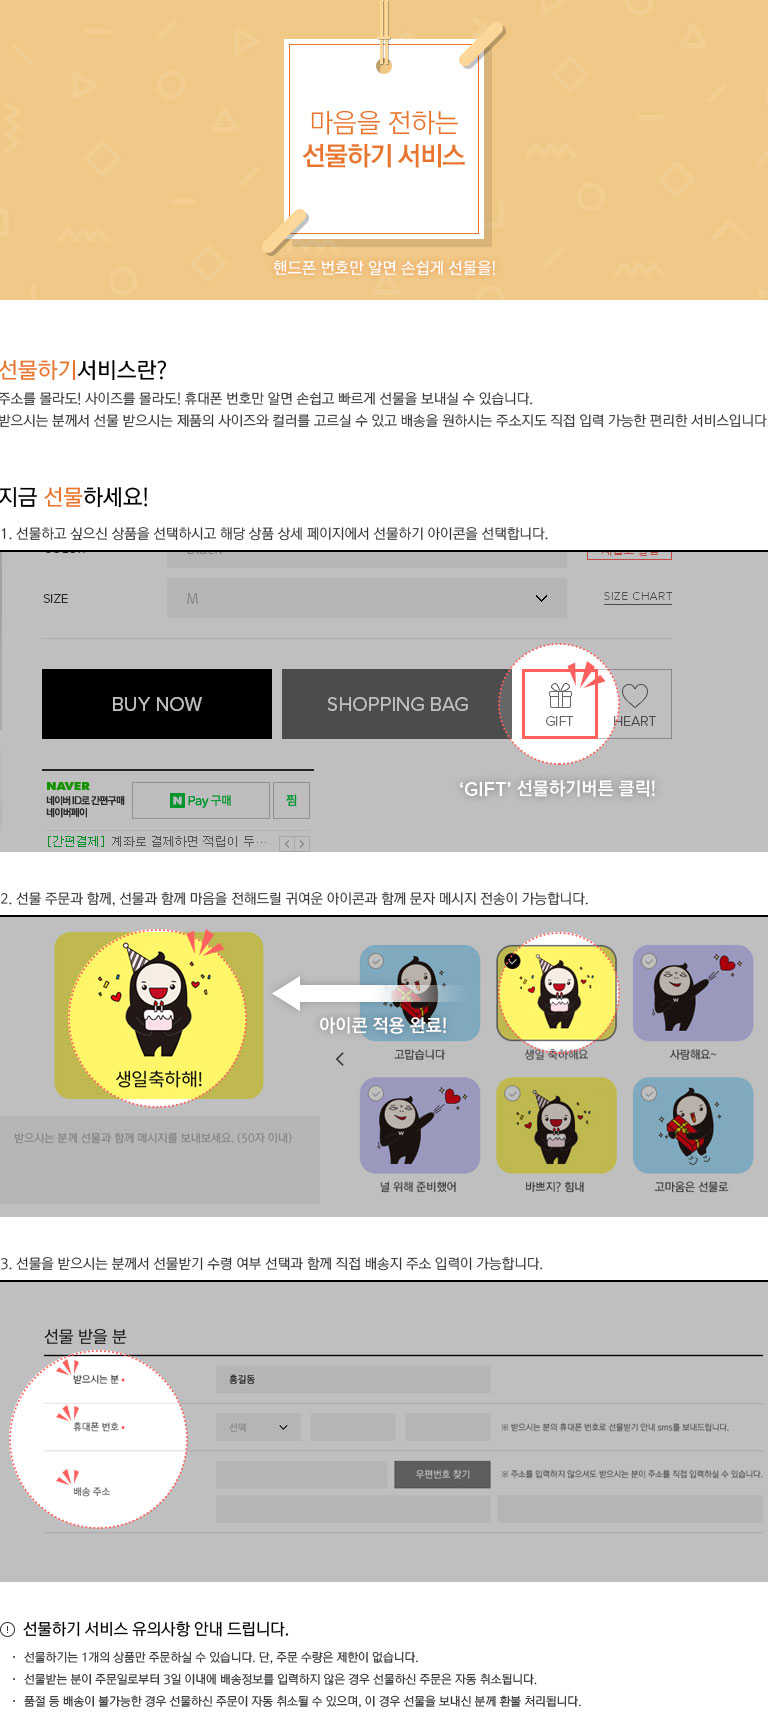 마음을 전하는
선물하기 서비스
핸드폰 번호만 알면 손쉽게 선물을!
선물하기서비스란?
주소를 몰라도! 사이즈를 몰라도! 휴대폰 번호만 알면 손쉽고 빠르게 선물을 보내실 수 있습니다.
받으시는 분께서 선물 받으시는 제품의 사이즈와 컬러를 고르실 수 있고 배송을 원하시는 주소지도 직접 입력 가능한 편리한 서비스입니다
지금 선물하세요!
1. 선물하고 싶으신 상품을 선택하시고 해당 상품 상세 페이지에서 선물하기 아이콘을 선택합니다.
SIZE M SIZE CHART
BUY NOW SHOPPING BAG GIFT HEART
‘GIFT’ 선물하기버튼 클릭!
NAVER
네이버 ID로 간편구매
네이버페이
N Pay 구매 찜
[간편결제] 계좌로 결제하면 적립이 두…
2. 선물 주문과 함께, 선물과 함께 마음을 전해드릴 귀여운 아이콘과 함께 문자 메시지 전송이 가능합니다.
생일축하해!
아이콘 적용 완료!
고맙습니다 생일 축하해요 사랑해요~
받으시는 분께 선물과 함께 메시지를 보내보세요. (50자 이내)
널 위해 준비했어 바쁘지? 힘내 고마움은 선물로
3. 선물을 받으시는 분께서 선물받기 수령 여부 선택과 함께 직접 배송지 주소 입력이 가능합니다.
선물 받을 분
받으시는 분 • 홍길동
휴대폰 번호 • 선택 ※ 받으시는 분의 휴대폰 번호로 선물받기 안내 sms를 보내드립니다.
배송 주소 우편번호 찾기 ※ 주소를 입력하지 않으셔도 받으시는 분이 주소를 직접 입력하실 수 있습니다.
선물하기 서비스 유의사항 안내 드립니다.
· 선물하기는 1개의 상품만 주문하실 수 있습니다. 단, 주문 수량은 제한이 없습니다.
· 선물받는 분이 주문일로부터 3일 이내에 배송정보를 입력하지 않은 경우 선물하신 주문은 자동 취소됩니다.
· 품절 등 배송이 불가능한 경우 선물하신 주문이 자동 취소될 수 있으며, 이 경우 선물을 보내신 분께 환불 처리됩니다.